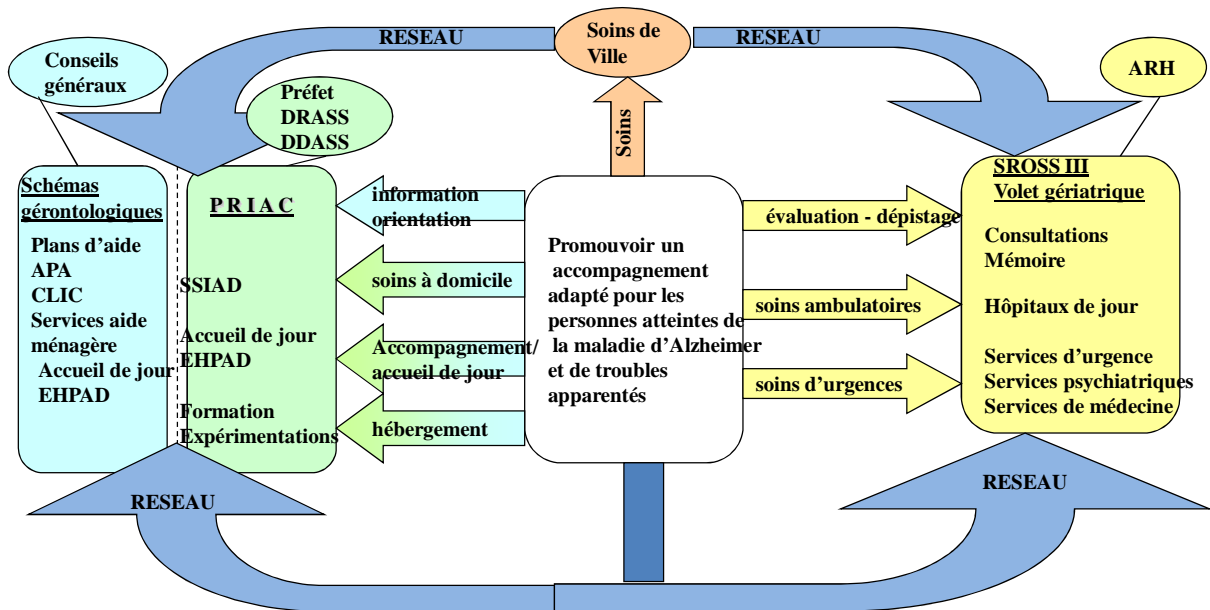 RESEAU
Soins de
Ville
RESEAU
Conseils
généraux
ARH
Préfet
DRASS
DDASS
Soins
Schémas
gérontologiques
Plans d’aide
APA
CLIC
Services aide
ménagère
Accueil de jour
EHPAD
P R I A C
SSIAD
Accueil de jour
EHPAD
Formation
Expérimentations
information
orientation
soins à domicile
Accompagnement/
accueil de jour
hébergement
Promouvoir un
accompagnement
adapté pour les
personnes atteintes de
la maladie d’Alzheimer
et de troubles
apparentés
évaluation - dépistage
soins ambulatoires
soins d’urgences
SROSS III
Volet gériatrique
Consultations
Mémoire
Hôpitaux de jour
Services d’urgence
Services psychiatriques
Services de médecine
RESEAU
RESEAU